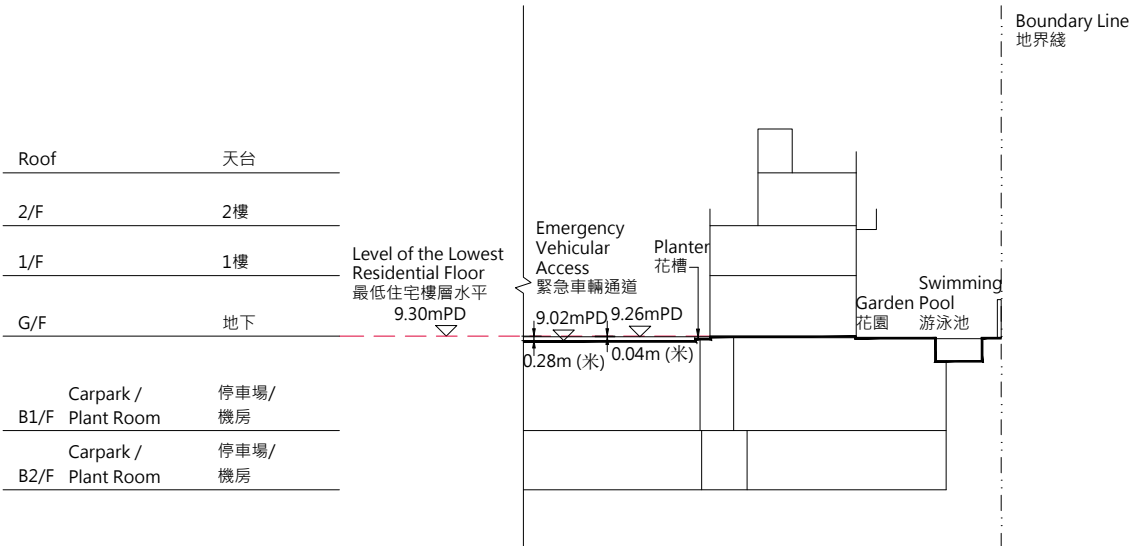 Boundary Line
地界綫
Roof 天台
2/F 2樓
1/F 1樓
G/F 地下
Carpark / 停車場/
B1/F Plant Room 機房
Carpark / 停車場/
B2/F Plant Room 機房
Level of the Lowest
Residential Floor
最低住宅樓層水平
9.30mPD
Emergency
Vehicular
Access
緊急車輛通道
9.02mPD
0.28m (米)
9.26mPD
0.04m (米)
Planter
花槽
Garden
花園
Swimming
Pool
游泳池